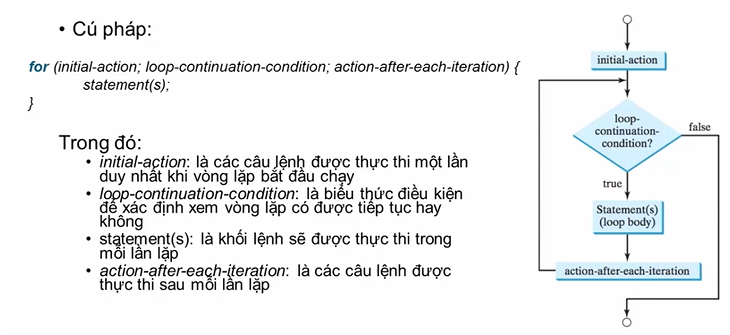 • Cú pháp:
for (initial-action; loop-continuation-condition; action-after-each-iteration) {
statement(s);
}
Trong đó:
• initial-action: là các câu lệnh được thực thi một lần
duy nhất khi vòng lặp bắt đầu chạy
• loop-continuation-condition: là biểu thức điều kiện
để xác định xem vòng lặp có được tiếp tục hay
không
• statement(s): là khối lệnh sẽ được thực thi trong
mỗi lần lặp
• action-after-each-iteration: là các câu lệnh được
thực thi sau mỗi lần lặp
initial-action
loop-
continuation-
condition?
false
true
Statement(s)
(loop body)
action-after-each-iteration